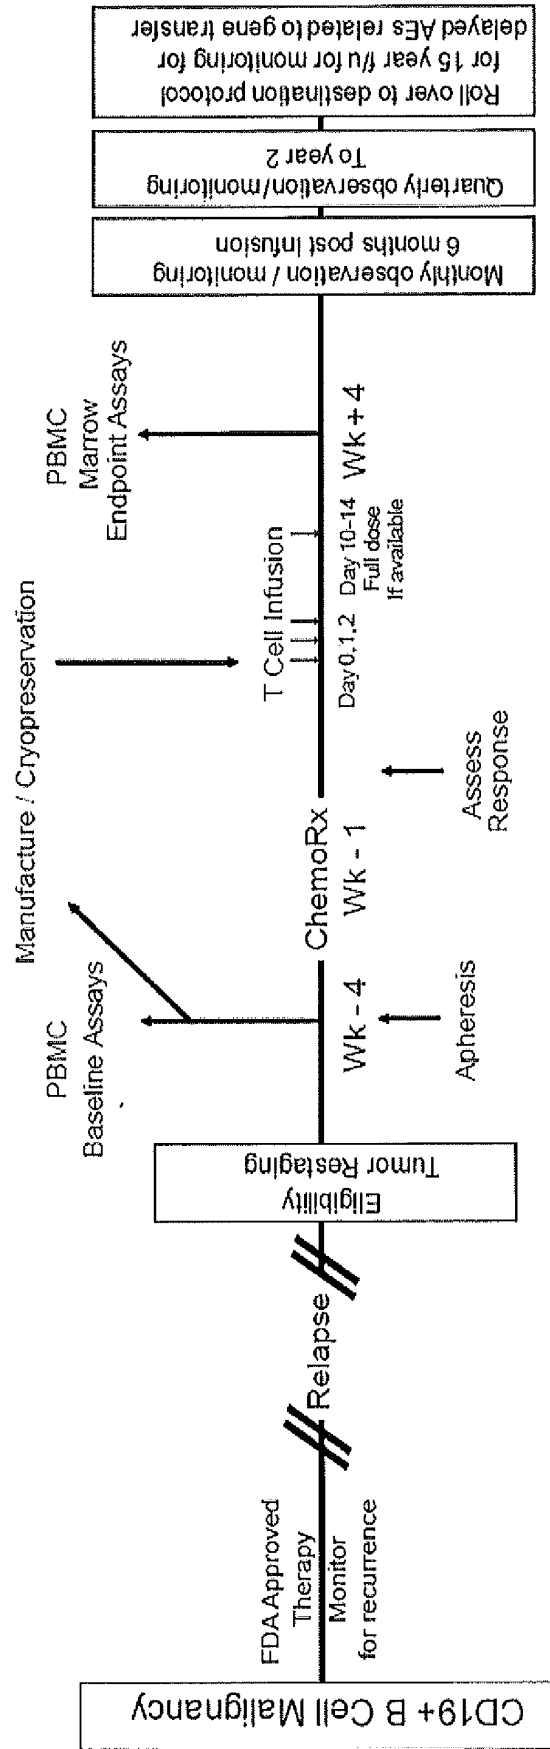 CD19+ B Cell Malignancy
FDA Approved
Therapy
Monitor
for recurrence
Relapse
Eligibility
Tumor Restaging
PBMC
Baseline Assays
Wk - 4
Apheresis
Manufacture / Cryopreservation
ChemoRx
Wk - 1
Assess
Response
T Cell Infusion
Day 0,1,2
Day 10-14
Full dose
If available
PBMC
Marrow
Endpoint Assays
Wk + 4
Monthly observation / monitoring
6 months post infusion
Quarterly observation/monitoring
To year 2
Roll over to destination protocol
for 15 year f/u for monitoring for
delayed AEs related to gene transfer